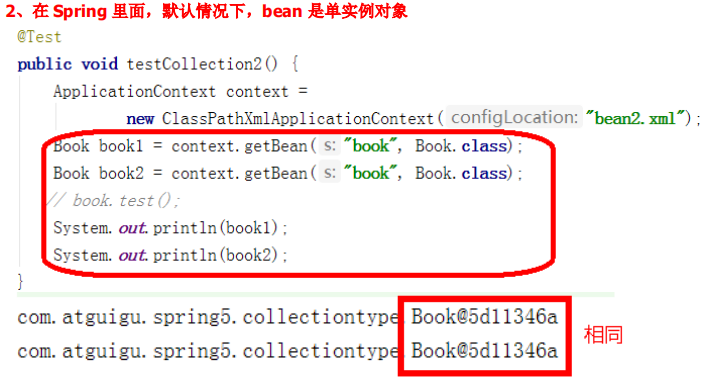 2、在 Spring 里面，默认情况下，bean 是单实例对象
@Test
public void testCollection2() {
ApplicationContext context =
new ClassPathXmlApplicationContext( configLocation: "bean2.xml");
Book book1 = context.getBean( s: "book", Book.class);
Book book2 = context.getBean( s: "book", Book.class);
// book.test();
System.out.println(book1);
System.out.println(book2);
}
com.atguigu.spring5.collectiontype.Book@5d11346a
com.atguigu.spring5.collectiontype.Book@5d11346a
相同